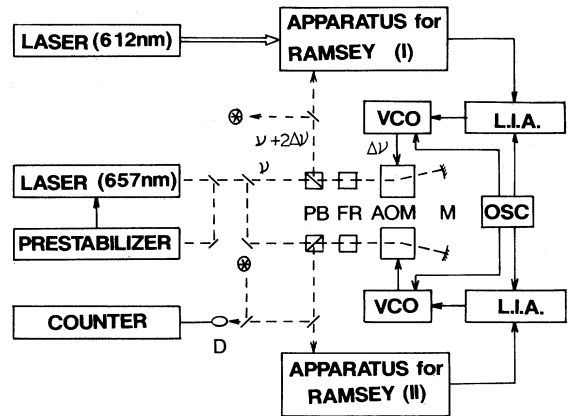 LASER (612nm)
APPARATUS for
RAMSEY (I)
VCO
L.I.A.
ν+2Δν
Δν
ν
LASER (657nm)
PB FR AOM M OSC
PRESTABILIZER
VCO
L.I.A.
COUNTER
D
APPARATUS for
RAMSEY (II)